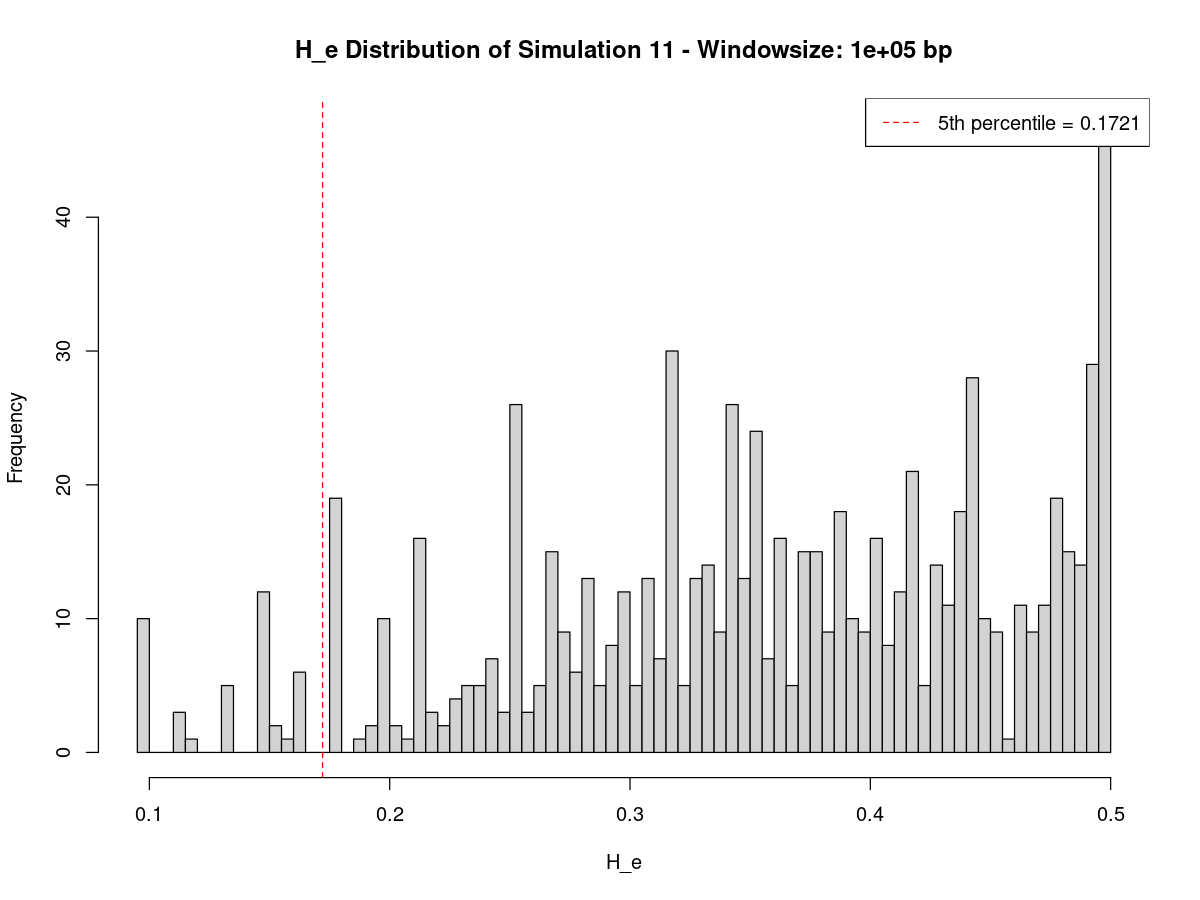 H_e Distribution of Simulation 11 - Windowsize: 1e+05 bp
5th percentile = 0.1721
Frequency
40
30
20
10
0
0.1 0.2 0.3 0.4 0.5
H_e